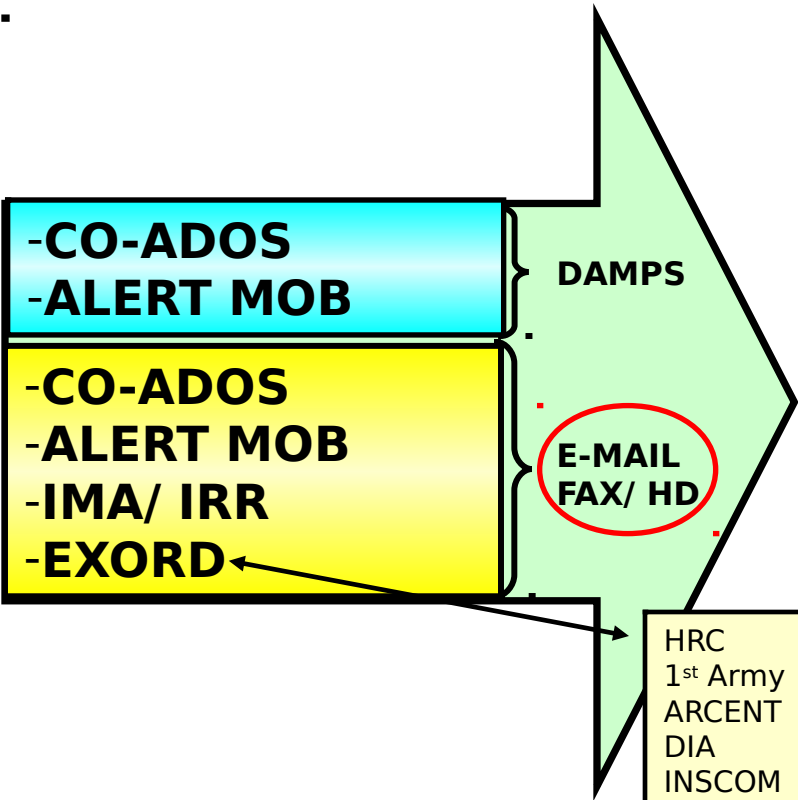 -CO-ADOS
-ALERT MOB
DAMPS
-CO-ADOS
-ALERT MOB
-IMA/ IRR
-EXORD
E-MAIL
FAX/ HD
HRC
1st Army
ARCENT
DIA
INSCOM